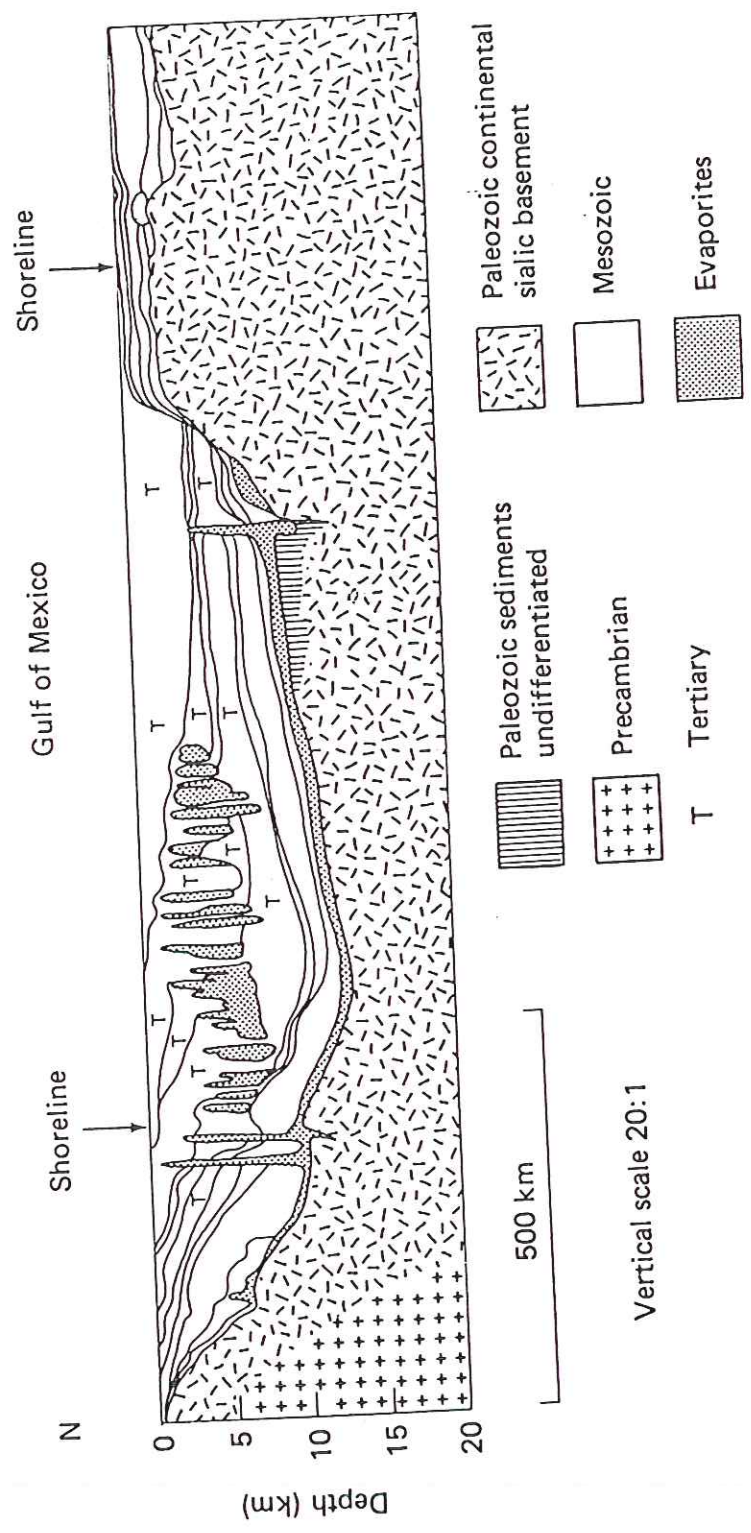 Shoreline
Gulf of Mexico
Shoreline
N
0
5
10
15
20
Depth (km)
T
T
T
T
T
T
T
T
T
T
T
T
500 km
Vertical scale 20:1
Paleozoic sediments
undifferentiated
Precambrian
T Tertiary
Paleozoic continental
sialic basement
Mesozoic
Evaporites